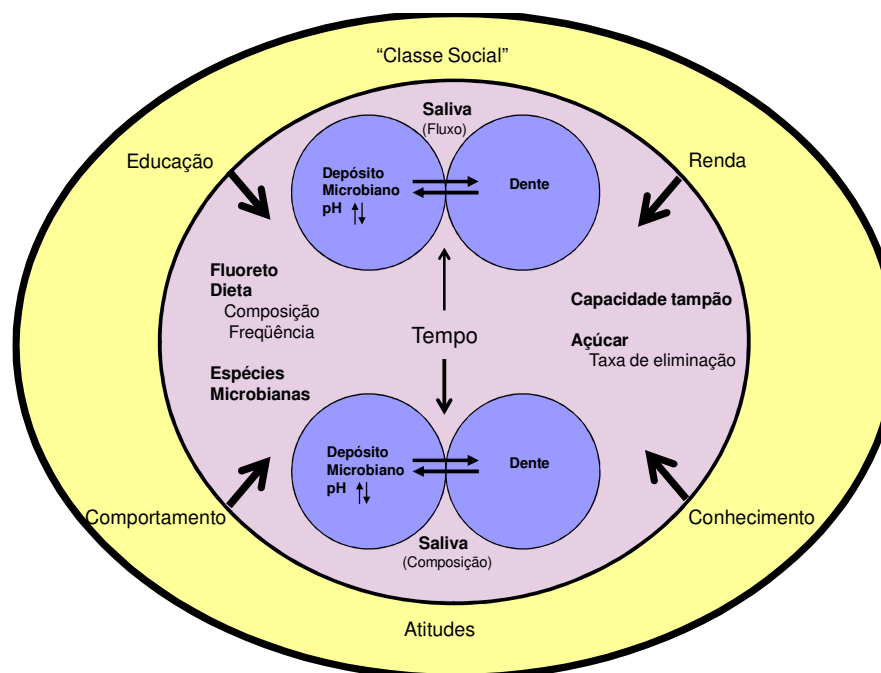 “Classe Social”
Saliva
(Fluxo)
Educação
Renda
Depósito
Microbiano
pH
Dente
Fluoreto
Dieta
Composição
Freqüência
Capacidade tampão
Tempo
Açúcar
Taxa de eliminação
Espécies
Microbianas
Depósito
Microbiano
pH
Dente
Comportamento
Conhecimento
Saliva
(Composição)
Atitudes